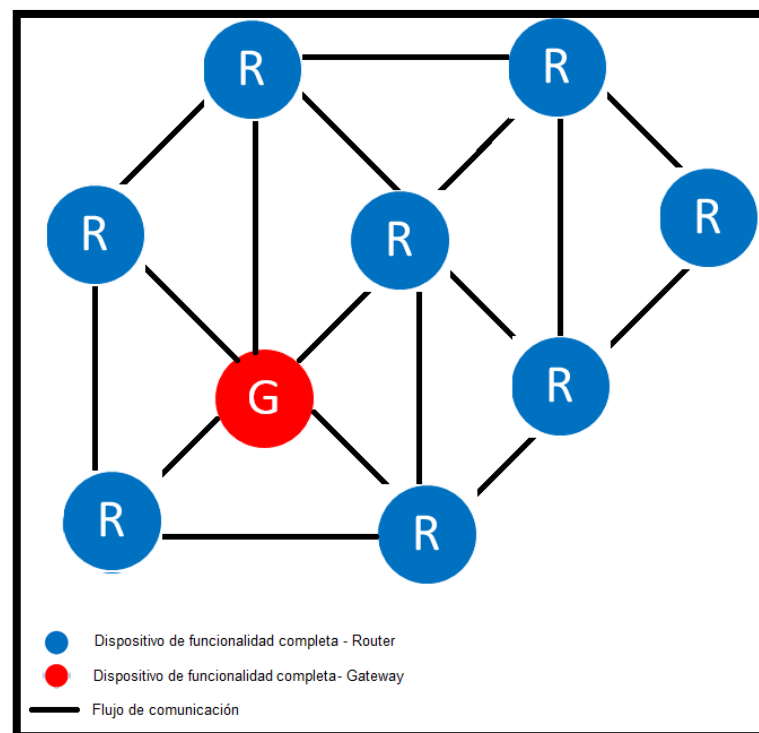 R
R
R
R
R
G
R
R
R
Dispositivo de funcionalidad completa - Router
Dispositivo de funcionalidad completa- Gateway
Flujo de comunicación